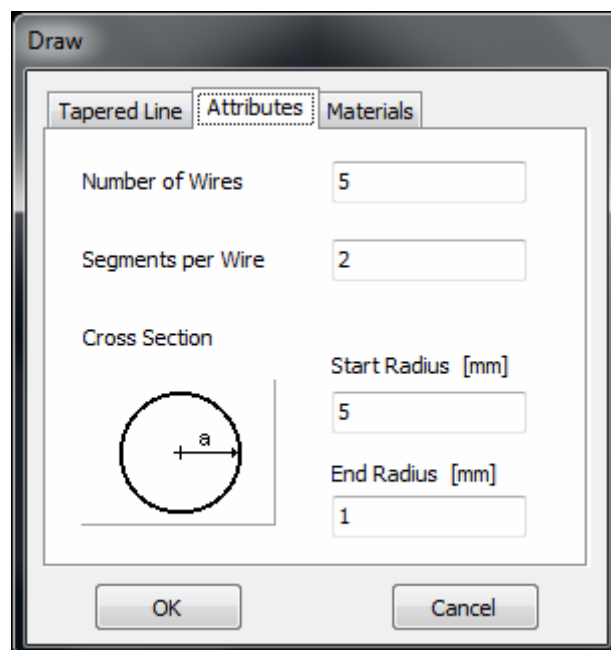 Draw
Tapered Line Attributes Materials
Number of Wires 5
Segments per Wire 2
Cross Section
Start Radius [mm]
a
5
End Radius [mm]
1
OK Cancel